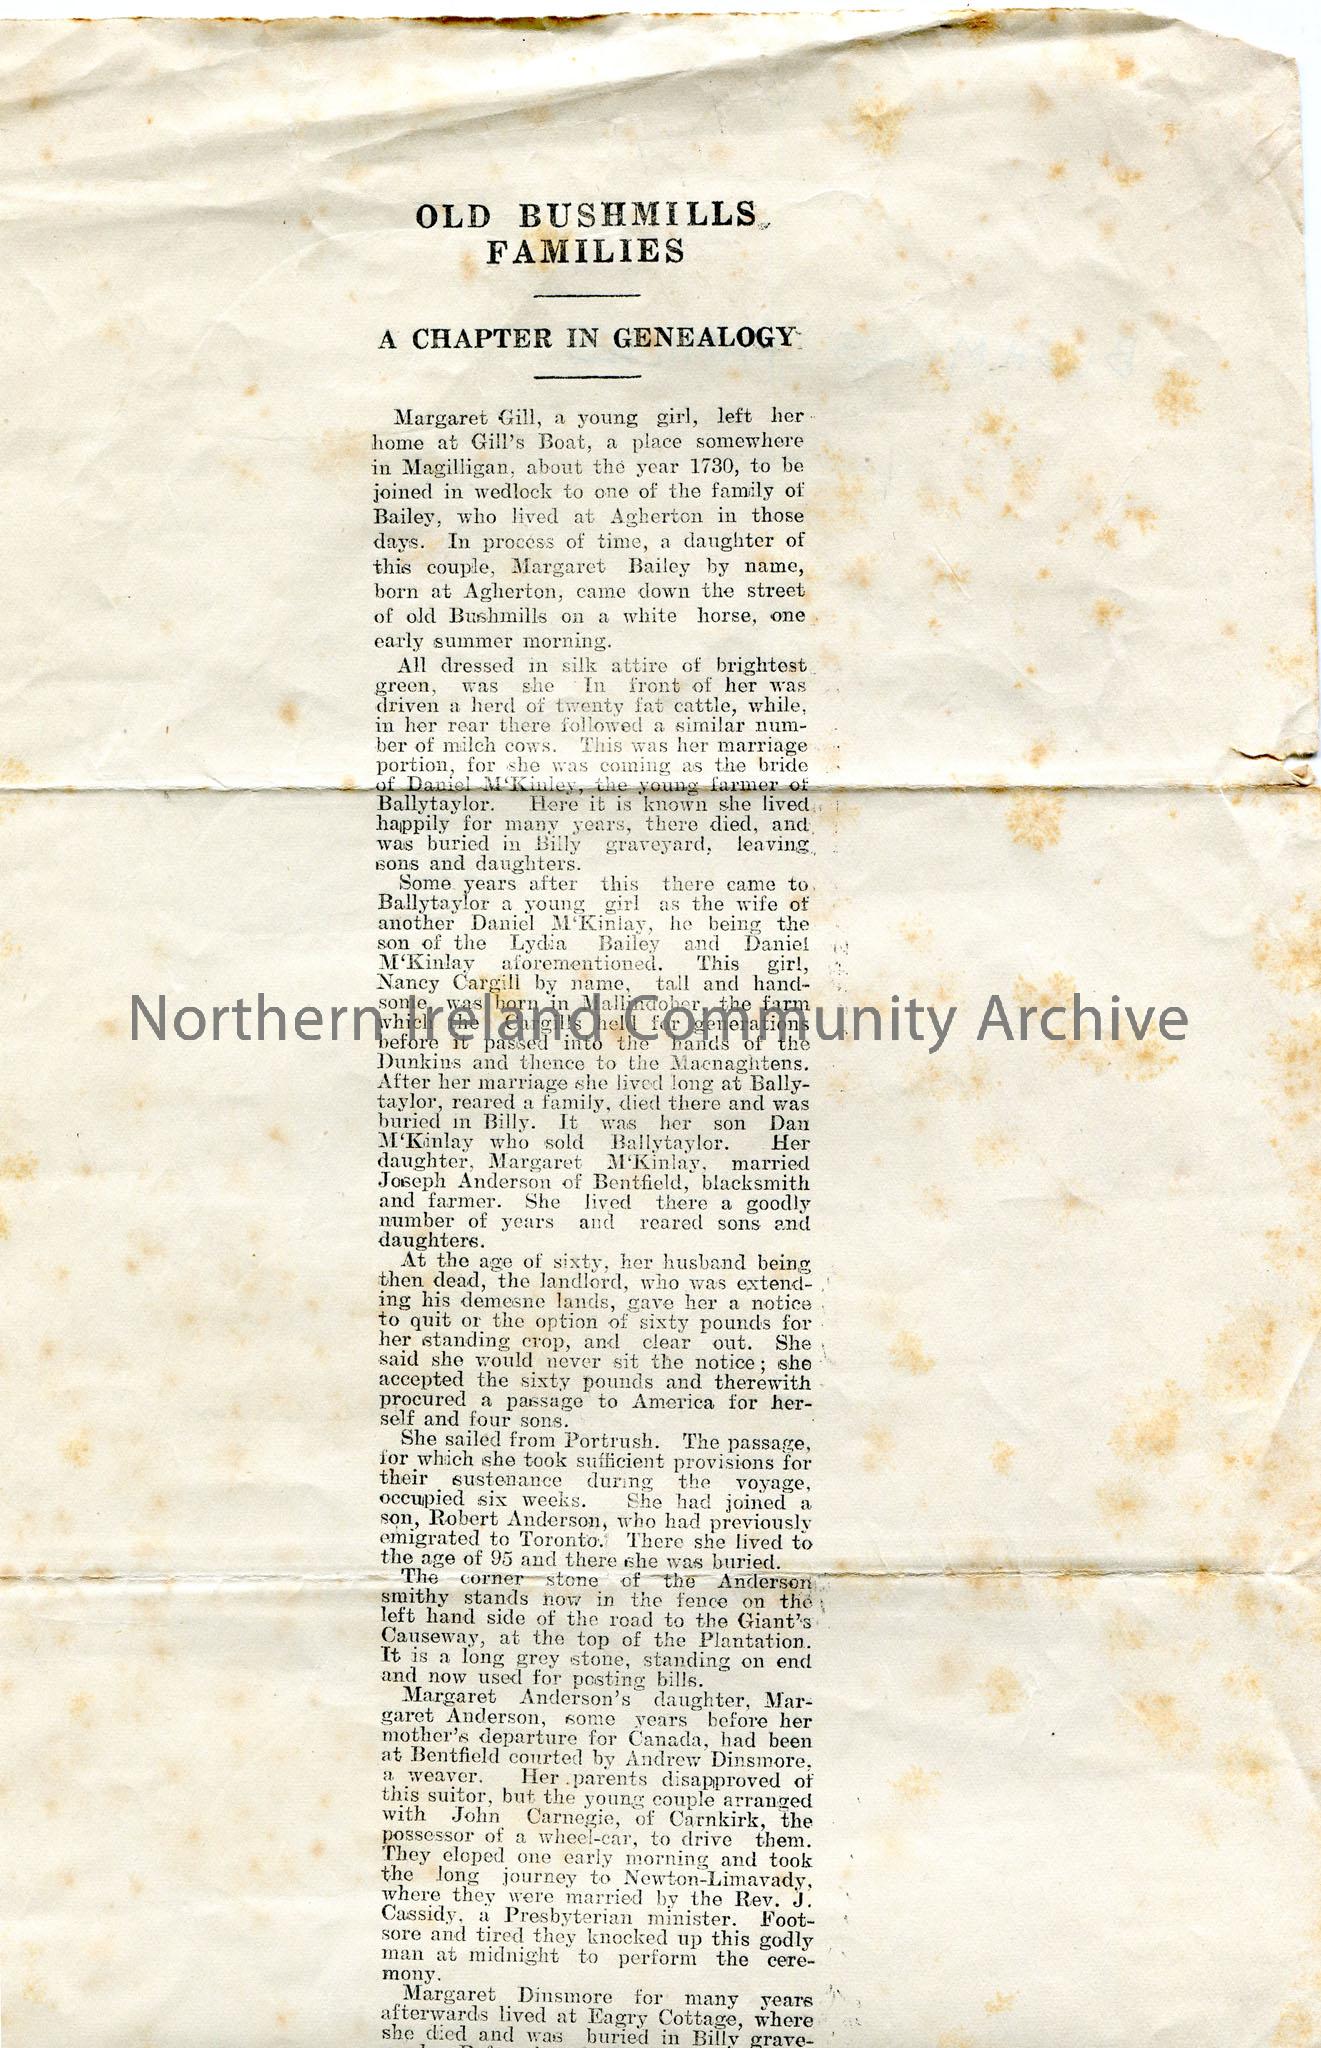 OLD BUSHMILLS
FAMILIES
A CHAPTER IN GENEALOGY
Margaret Gill, a young girl, left her
home at Gill's Boat, a place somewhere
in Magilligan, about the year 1730, to be
joined in wedlock to one of the family of
Bailey, who lived at Agherton in those
days. In process of time, a daughter of
this couple, Margaret Bailey by name,
born at Agherton, came down the street
of old Bushmills on a white horse, one
early summer morning.
All dressed in silk attire of brightest
green, was she In front of her was
driven a herd of twenty fat cattle, while,
in her rear there followed a similar num-
ber of milch cows. This was her marriage
portion, for she was coming as the bride
of Daniel M'Kinley, the young farmer of
Ballytaylor. Here it is known she lived
happily for many years, there died, and
was buried in Billy graveyard, leaving
sons and daughters.
Some years after this there came to
Ballytaylor a young girl as the wife of
another Daniel M'Kinlay, he being the
son of the Lydia Bailey and Daniel
M'Kinlay aforementioned. This girl,
Nancy Cargill by name, tall and hand-
some, was born in Mallindober, the farm
which the Cargills held for generations
before it passed into the hands of the
Dunkins and thence to the Macnaghtens.
After her marriage she lived long at Bally-
taylor, reared a family, died there and was
buried in Billy. It was her son Dan
M'Kinlay who sold Ballytaylor. Her
daughter, Margaret M'Kinlay, married
Joseph Anderson of Bentfield, blacksmith
and farmer. She lived there a goodly
number of years and reared sons and
daughters.
At the age of sixty, her husband being
then dead, the landlord, who was extend-
ing his demesne lands, gave her a notice
to quit or the option of sixty pounds for
her standing crop, and clear out. She
said she would never sit the notice; she
accepted the sixty pounds and therewith
procured a passage to America for her-
self and four sons.
She sailed from Portrush. The passage,
for which she took sufficient provisions for
their sustenance during the voyage,
occupied six weeks. She had joined a
son, Robert Anderson, who had previously
emigrated to Toronto. There she lived to
the age of 95 and there she was buried.
The corner stone of the Anderson
smithy stands now in the fence on the
left hand side of the road to the Giant's
Causeway, at the top of the Plantation.
It is a long grey stone, standing on end
and now used for posting bills.
Margaret Anderson's daughter, Mar-
garet Anderson, some years before her
mother's departure for Canada, had been
at Bentfield courted by Andrew Dinsmore,
a weaver. Her parents disapproved of
this suitor, but the young couple arranged
with John Carnegie, of Carnkirk, the
possessor of a wheel-car, to drive them.
They eloped one early morning and took
the long journey to Newton-Limavady,
where they were married by the Rev. J.
Cassidy, a Presbyterian minister. Foot-
sore and tired they knocked up this godly
man at midnight to perform the cere-
mony.
Margaret Dinsmore for many years
afterwards lived at Eagry Cottage, where
she died and was buried in Billy grave-
Northern Ireland Community Archive